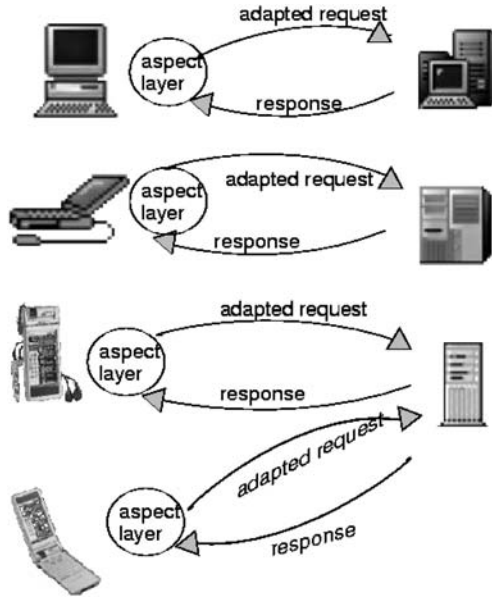 adapted request
aspect
layer
response
adapted request
aspect
layer
response
adapted request
aspect
layer
response
adapted request
aspect
layer
response